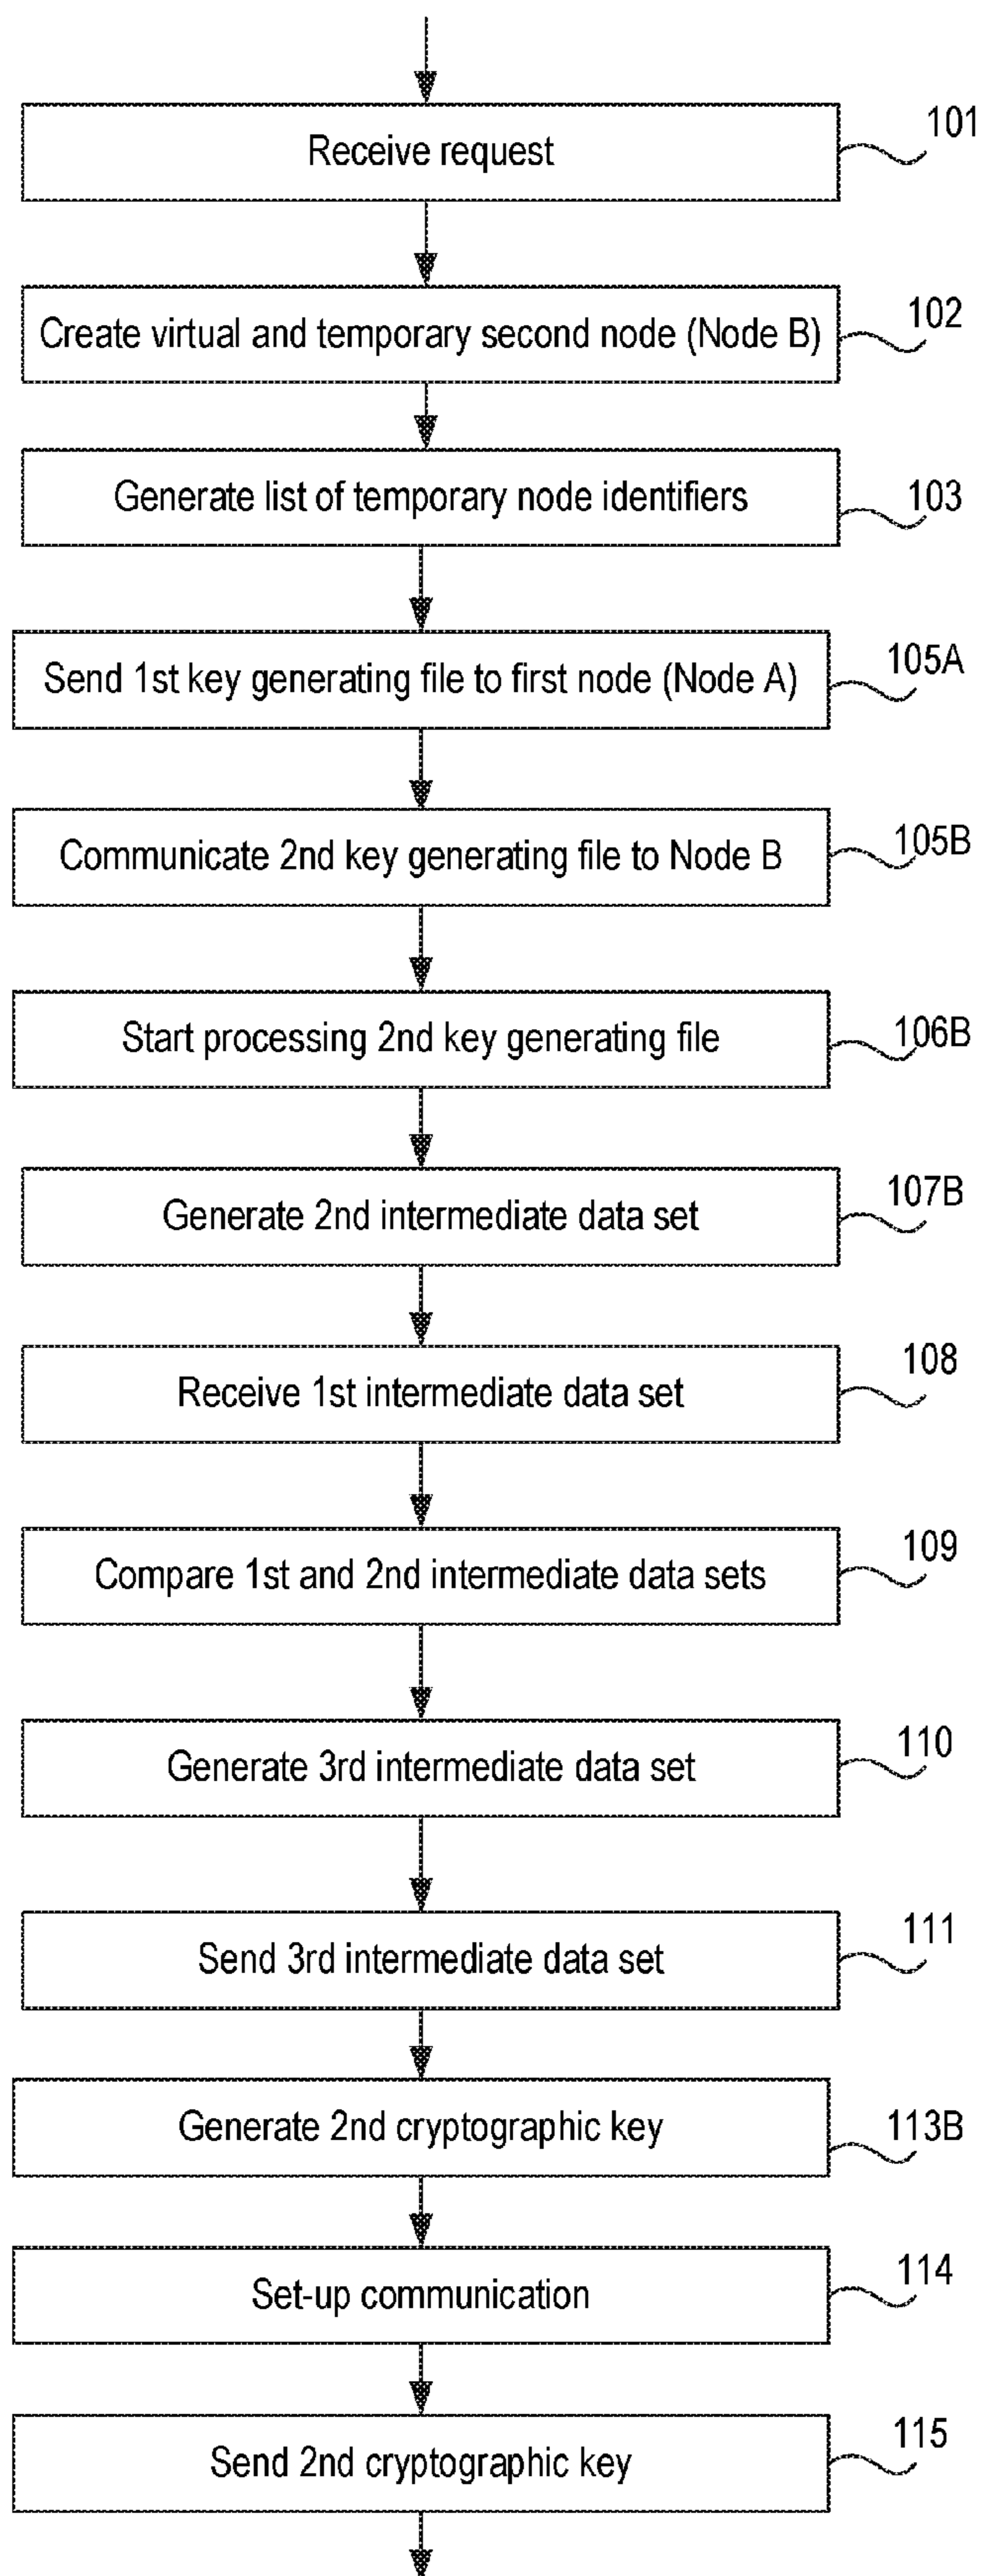 101
Receive request
102
Create virtual and temporary second node (Node B)
103
Generate list of temporary node identifiers
105A
Send 1st key generating file to first node (Node A)
105B
Communicate 2nd key generating file to Node B
106B
Start processing 2nd key generating file
107B
Generate 2nd intermediate data set
108
Receive 1st intermediate data set
109
Compare 1st and 2nd intermediate data sets
110
Generate 3rd intermediate data set
111
Send 3rd intermediate data set
113B
Generate 2nd cryptographic key
114
Set-up communication
115
Send 2nd cryptographic key